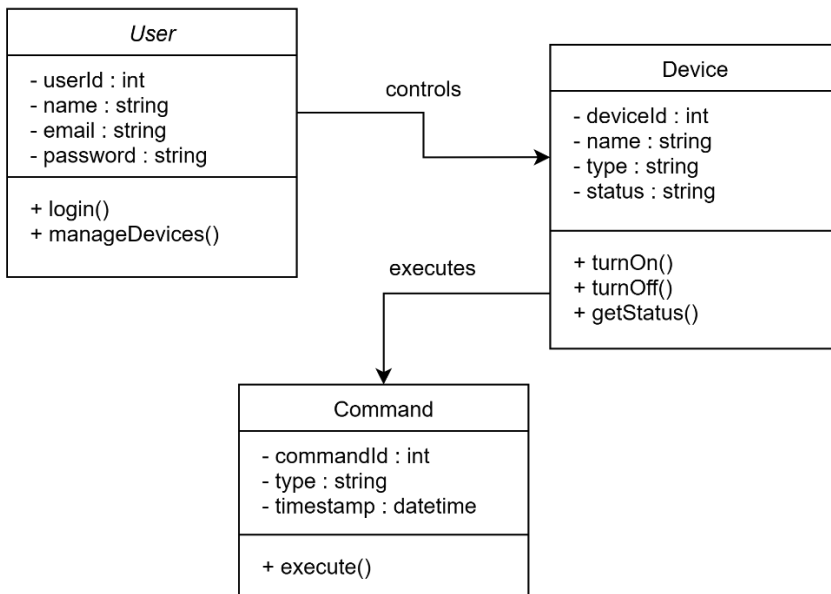 User
- userId : int
- name : string
- email : string
- password : string
+ login()
+ manageDevices()
controls
Device
- deviceId : int
- name : string
- type : string
- status : string
+ turnOn()
+ turnOff()
+ getStatus()
executes
Command
- commandId : int
- type : string
- timestamp : datetime
+ execute()